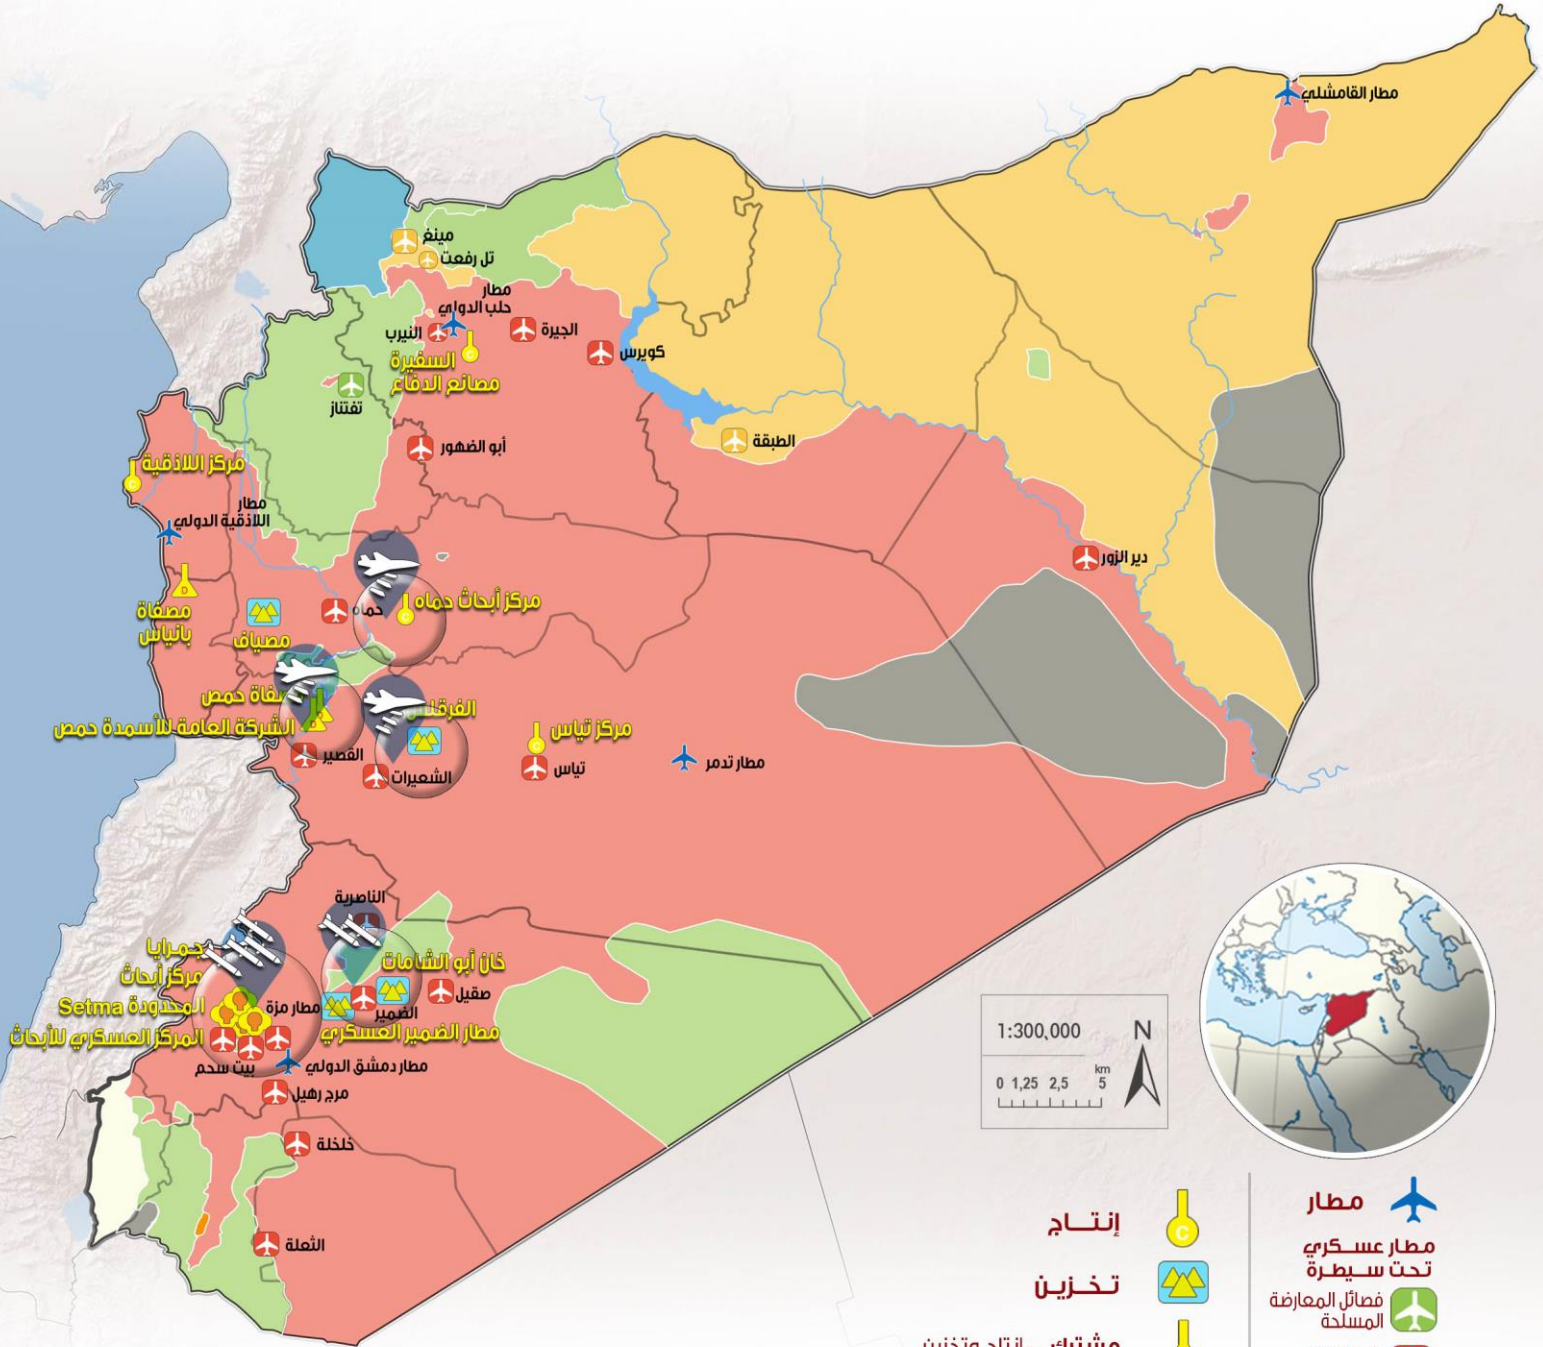 مطار القامشلي
مينغ
تل رفعت
مطار
حلب الدولي
النيرب
الجيرة
كويرس
السفيرة
مصانع الدفاع
تفتناز
أبو الضهور
الطبقة
مركز اللاذقية
مطار
اللاذقية الدولي
دير الزور
مصفاة
بانياس
مصياف
حماه
مركز أبحاث حماه
مصفاة حمص
الشركة العامة للأسمدة حمص
الفرقلس
القصير
الشعيرات
مركز تياس
تياس
مطار تدمر
الناصرية
جمرايا
مركز أبحاث
المحدودة Setma
المركز العسكري للأبحاث
مطار مزة
خان أبو الشامات
صقيل
الضمير
مطار الضمير العسكري
بيت سحم
مطار دمشق الدولي
مرج رهيل
خلخلة
الثعلة
1:300,000
N
km
0 1,25 2,5 5
مطار
مطار عسكري
تحت سيطرة
فصائل المعارضة
المسلحة
C
إنتاج
تخزين